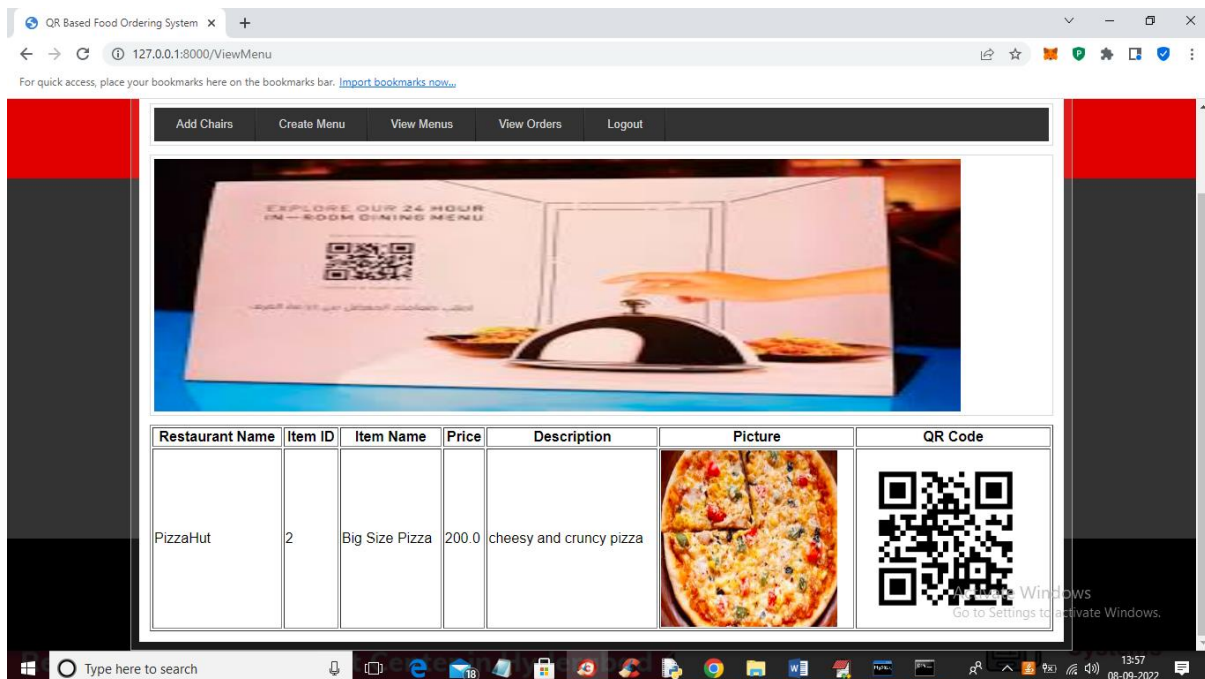 QR Based Food Ordering System
127.0.0.1:8000/ViewMenu
For quick access, place your bookmarks here on the bookmarks bar. Import bookmarks now...
Add Chairs Create Menu View Menus View Orders Logout
EXPLORE OUR 24 HOUR
IN-ROOM DINING MENU
Restaurant Name Item ID Item Name Price Description Picture QR Code
PizzaHut 2 Big Size Pizza 200.0 cheesy and cruncy pizza
Activate Windows
Go to Settings to activate Windows.
Type here to search
18
13:57
08-09-2022